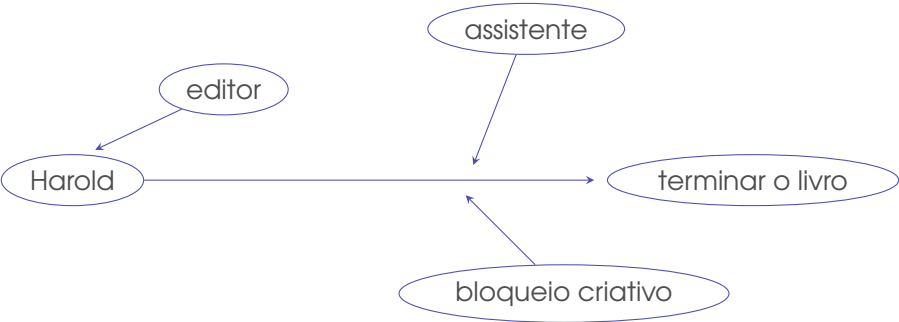 assistente
editor
Harold
terminar o livro
bloqueio criativo